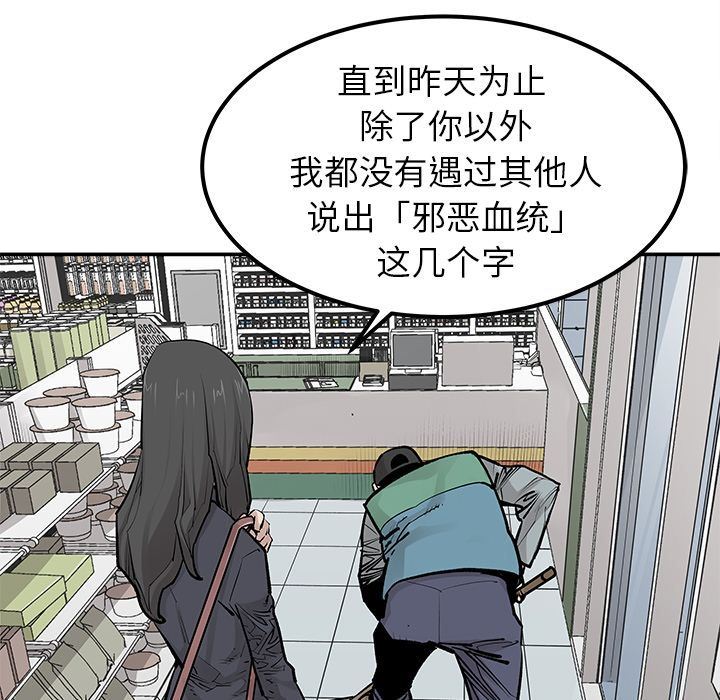 直到昨天为止
除了你以外
我都没有遇过其他人
说出「邪恶血统」
这几个字